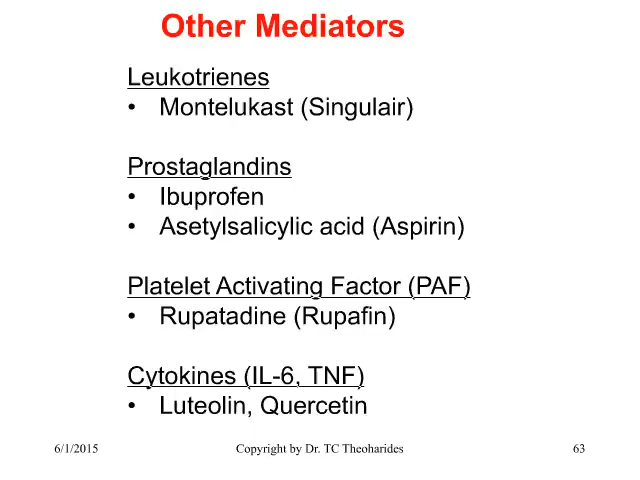 Other Mediators
Leukotrienes
• Montelukast (Singulair)
Prostaglandins
• Ibuprofen
• Asetylsalicylic acid (Aspirin)
Platelet Activating Factor (PAF)
• Rupatadine (Rupafin)
Cytokines (IL-6, TNF)
• Luteolin, Quercetin
6/1/2015 Copyright by Dr. TC Theoharides 63